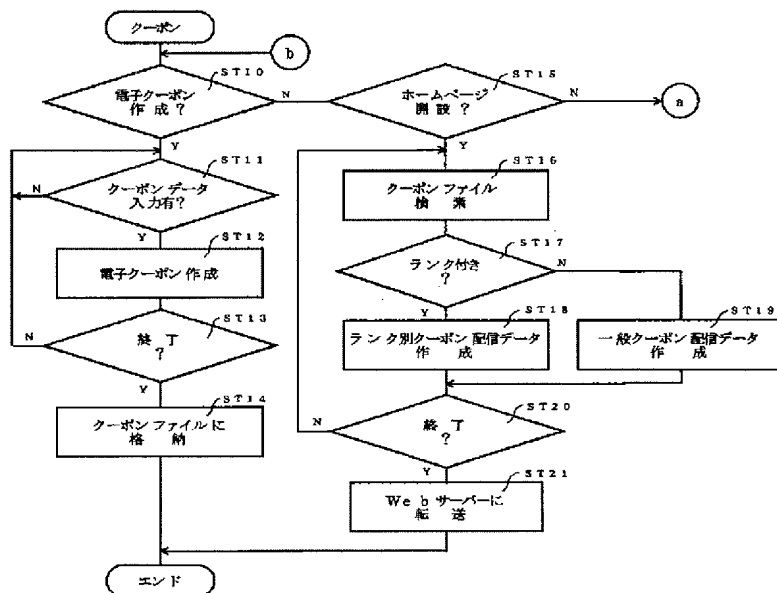 クーポン
b
ST10
電子クーポン
作成?
N
Y
ST15
ホームページ
開設?
N
Y
a
ST11
クーポンデータ
入力有?
N
Y
ST12
電子クーポン作成
ST13
終了
?
N
Y
ST14
クーポンファイルに
格納
ST16
クーポンファイル
検索
ST17
ランク付き
?
N
Y
ST18
ランク別クーポン配信データ
作成
ST19
一般クーポン配信データ
作成
ST20
終了
?
N
Y
ST21
Webサーバーに
転送
エンド